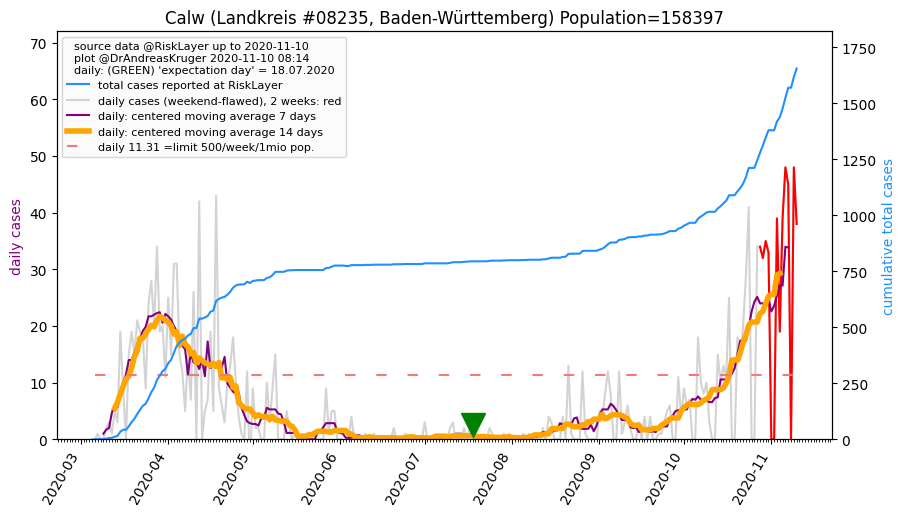 Calw (Landkreis #08235, Baden-Württemberg) Population=158397
source data @RiskLayer up to 2020-11-10
plot @DrAndreasKruger 2020-11-10 08:14
daily: (GREEN) 'expectation day' = 18.07.2020
total cases reported at RiskLayer
daily cases (weekend-flawed), 2 weeks: red
daily: centered moving average 7 days
daily: centered moving average 14 days
daily 11.31 =limit 500/week/1mio pop.
daily cases
70
60
50
40
30
20
10
0
cumulative total cases
1750
1500
1250
1000
750
500
250
0
2020-03
2020-04
2020-05
2020-06
2020-07
2020-08
2020-09
2020-10
2020-11